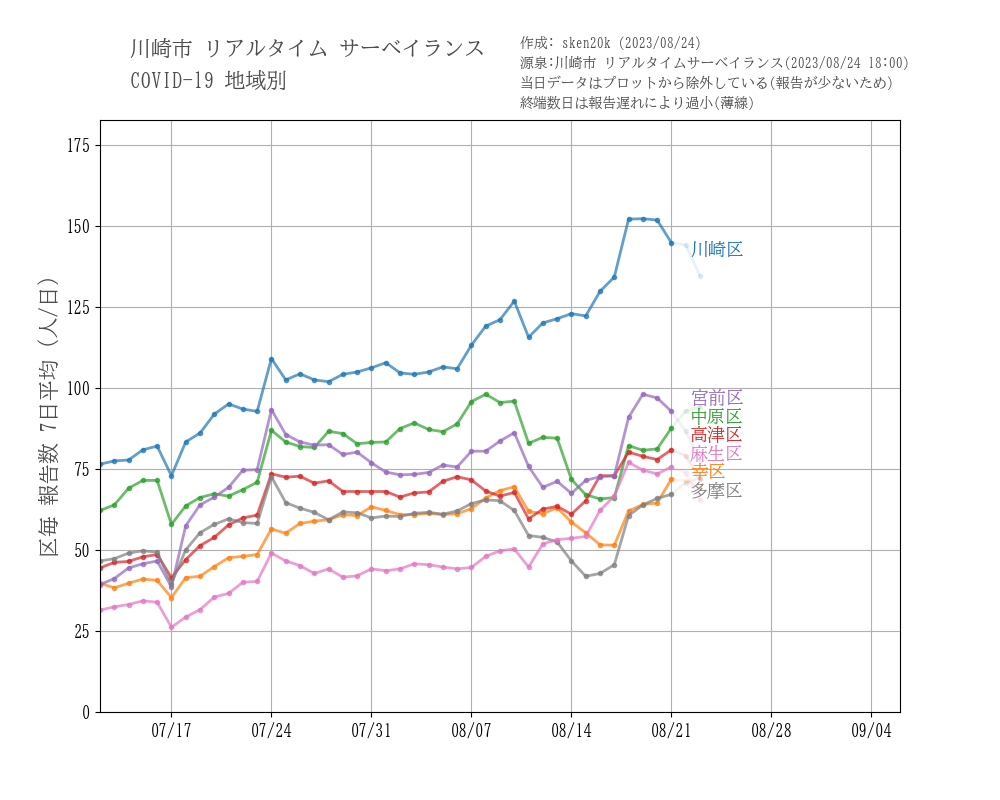 川崎市 リアルタイム サーベイランス
COVID-19 地域別
作成: sken20k (2023/08/24)
源泉:川崎市 リアルタイムサーベイランス(2023/08/24 18:00)
当日データはプロットから除外している(報告が少ないため)
終端数日は報告遅れにより過小(薄線)
区毎 報告数 7日平均 (人/日)
175
150
125
100
75
50
25
0
川崎区
宮前区
中原区
高津区
麻生区
幸区
多摩区
07/17 07/24 07/31 08/07 08/14 08/21 08/28 09/04